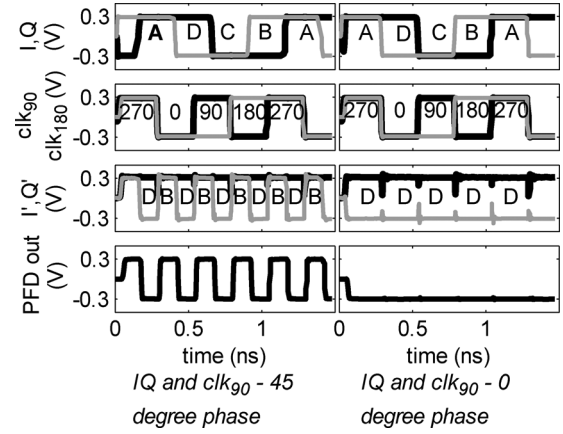 I,Q (V)
0.3
-0.3
A D C B A
A D C B A
clk90 clk180 (V)
0.3
-0.3
270 0 90 180 270
270 0 90 180 270
I',Q' (V)
0.3
-0.3
D B D B D B D B D B
D D D D D
PFD out (V)
0.3
-0.3
0 0.5 1
0 0.5 1
time (ns)
time (ns)
IQ and clk90 - 45 degree phase
IQ and clk90 - 0 degree phase